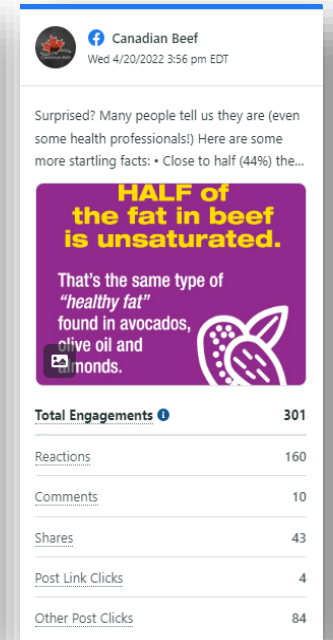 Canadian Beef
Wed 4/20/2022 3:56 pm EDT
Surprised? Many people tell us they are (even
some health professionals!) Here are some
more startling facts: • Close to half (44%) the...
HALF of
the fat in beef
is unsaturated.
That's the same type of
"healthy fat"
found in avocados,
olive oil and
almonds.
Total Engagements 301
Reactions 160
Comments 10
Shares 43
Post Link Clicks 4
Other Post Clicks 84